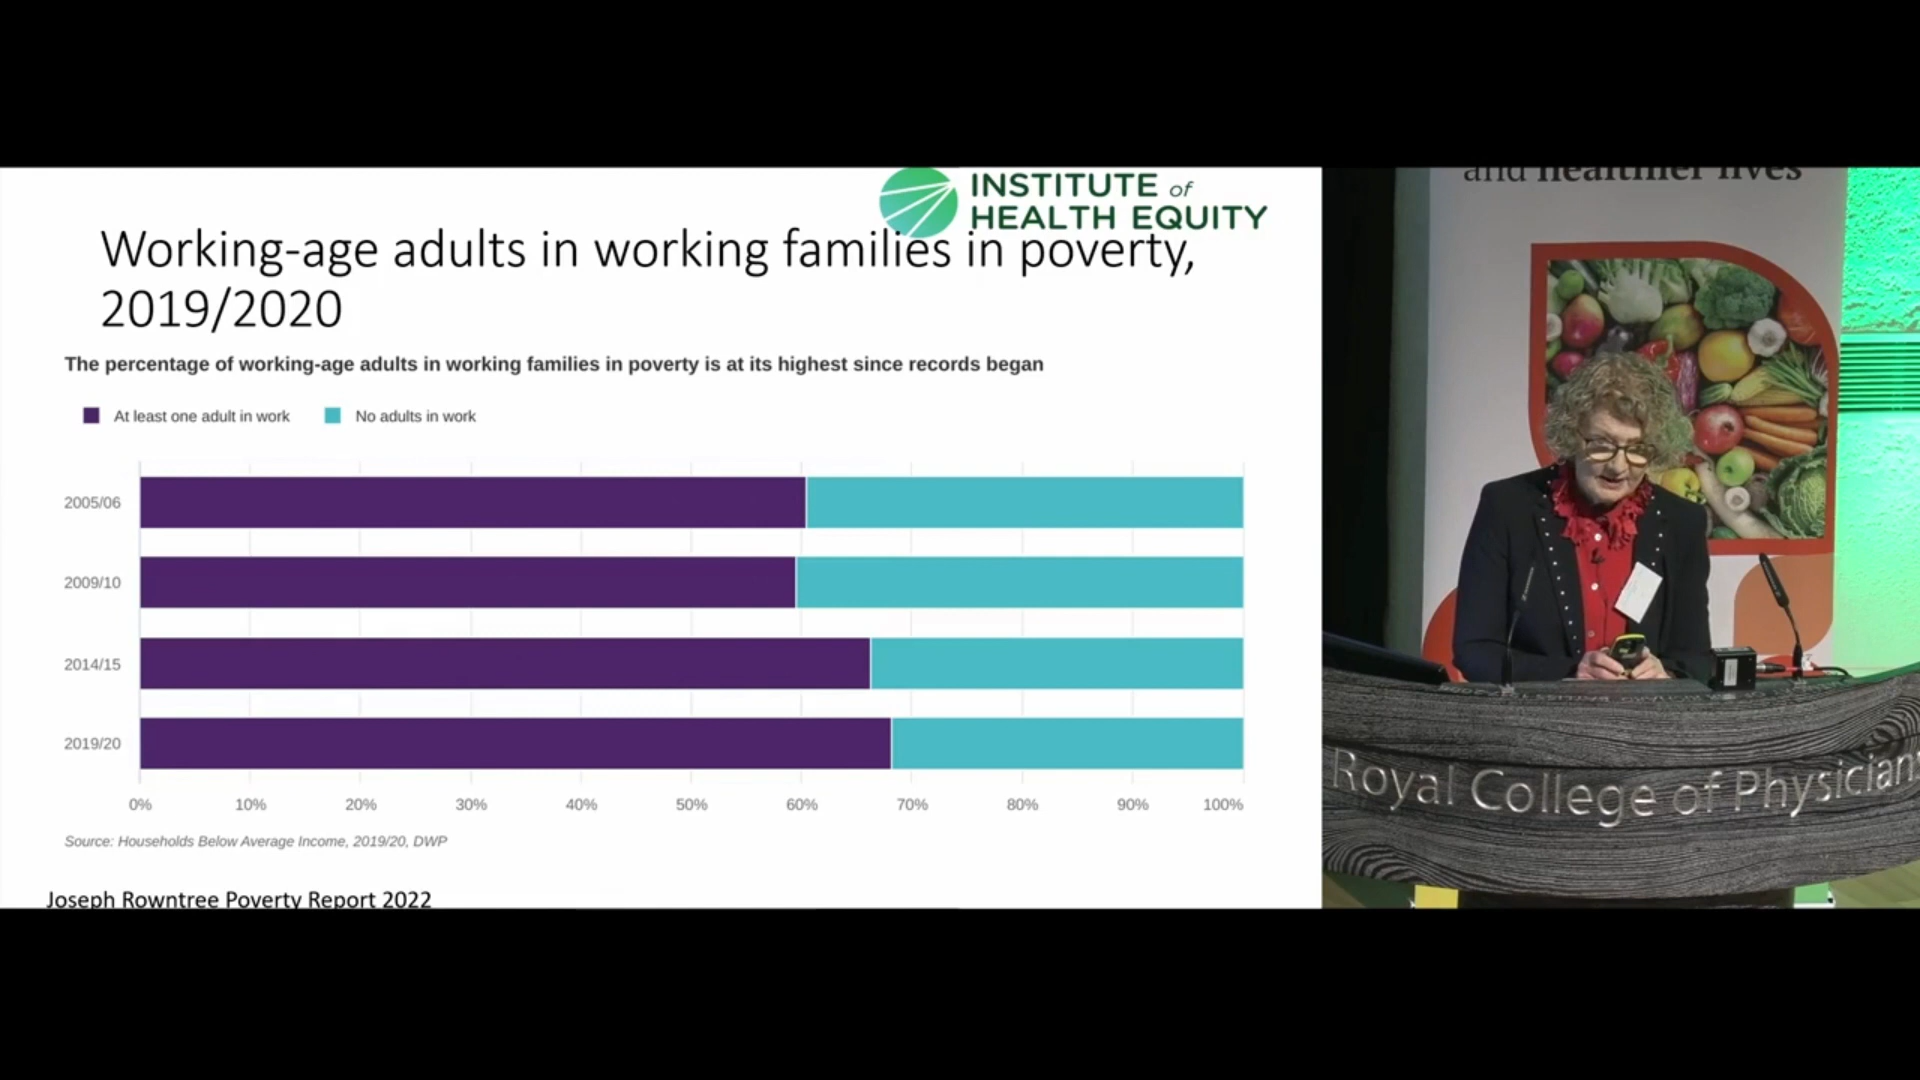 INSTITUTE of
HEALTH EQUITY
Working-age adults in working families in poverty,
2019/2020
The percentage of working-age adults in working families in poverty is at its highest since records began
At least one adult in work
No adults in work
2005/06
2009/10
2014/15
2019/20
0% 10% 20% 30% 40% 50% 60% 70% 80% 90% 100%
Source: Households Below Average Income, 2019/20, DWP
Joseph Rowntree Poverty Report 2022
and healthier lives
Royal College of Physicians